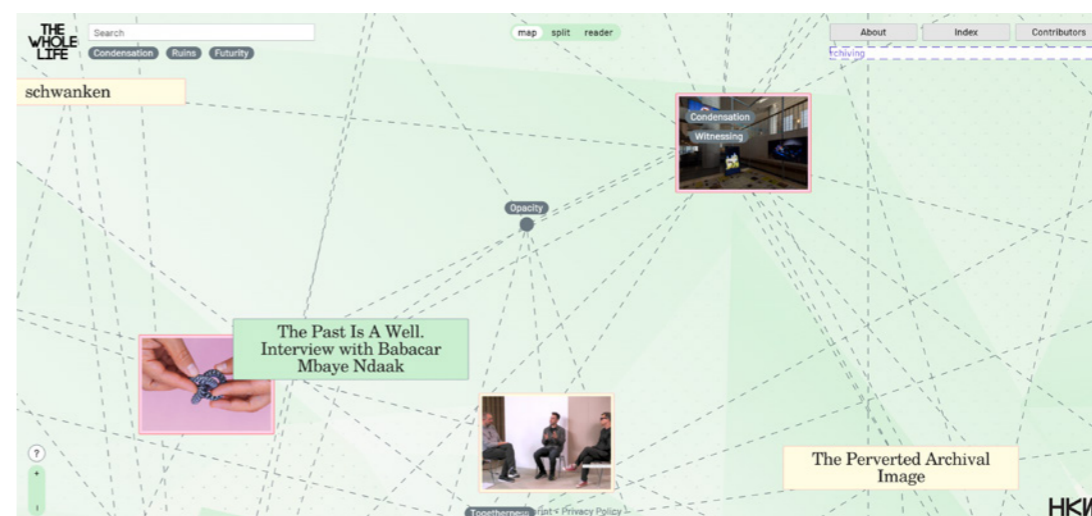 THE
WHOLE
LIFE
Search
Condensation Ruins Futurity
map split reader
About Index Contributors
rchiving
schwanken
Condensation
Witnessing
Opacity
The Past Is A Well.
Interview with Babacar
Mbaye Ndaak
The Perverted Archival
Image
?
+
Togetherness Privacy Policy